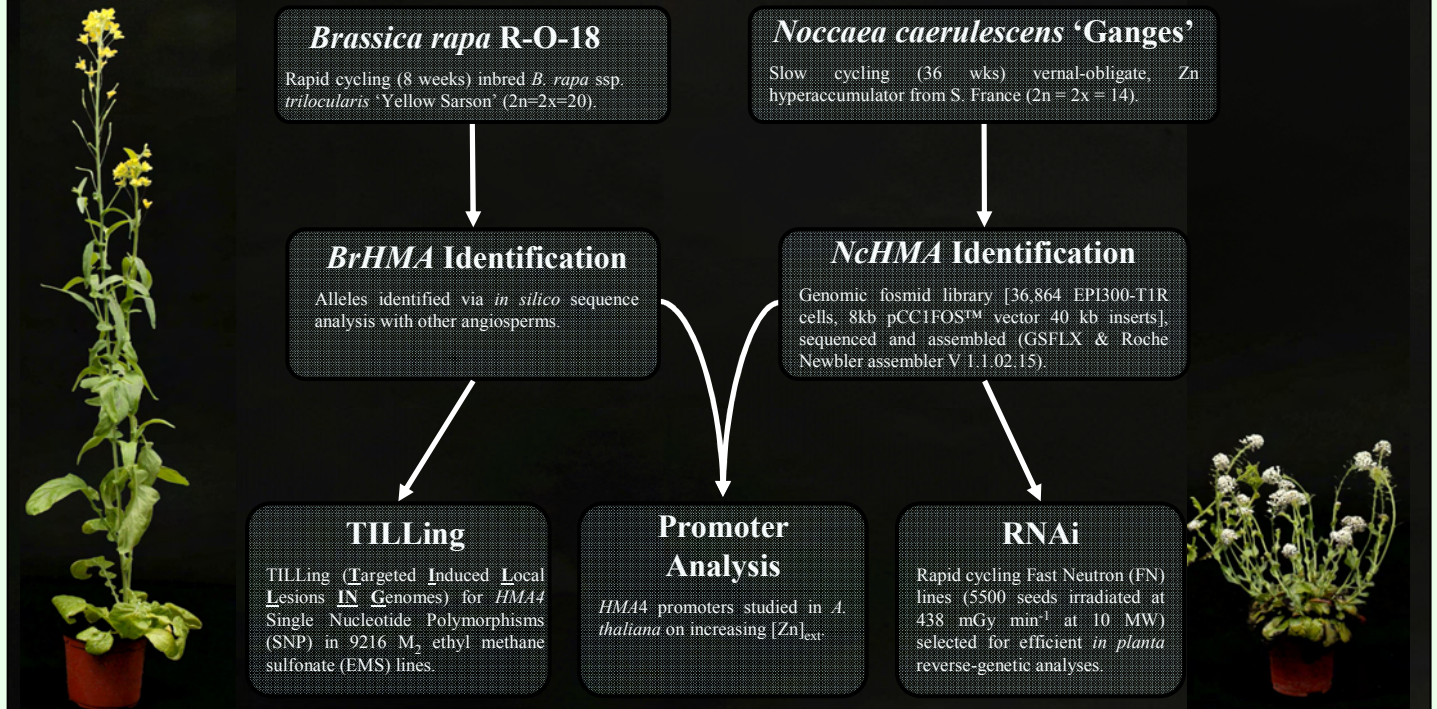 Brassica rapa R-O-18
Rapid cycling (8 weeks) inbred B. rapa ssp.
trilocularis ‘Yellow Sarson’ (2n=2x=20).
Noccaea caerulescens ‘Ganges’
Slow cycling (36 wks) vernal-obligate, Zn
hyperaccumulator from S. France (2n = 2x = 14).
BrHMA Identification
Alleles identified via in silico sequence
analysis with other angiosperms.
NcHMA Identification
Genomic fosmid library [36,864 EPI300-T1R
cells, 8kb pCC1FOS™ vector 40 kb inserts],
sequenced and assembled (GSFLX & Roche
Newbler assembler V 1.1.02.15).
TILLing
TILLing (Targeted Induced Local
Lesions IN Genomes) for HMA4
Single Nucleotide Polymorphisms
(SNP) in 9216 M2 ethyl methane
sulfonate (EMS) lines.
Promoter
Analysis
HMA4 promoters studied in A.
thaliana on increasing [Zn]ext.
RNAi
Rapid cycling Fast Neutron (FN)
lines (5500 seeds irradiated at
438 mGy min-1 at 10 MW)
selected for efficient in planta
reverse-genetic analyses.